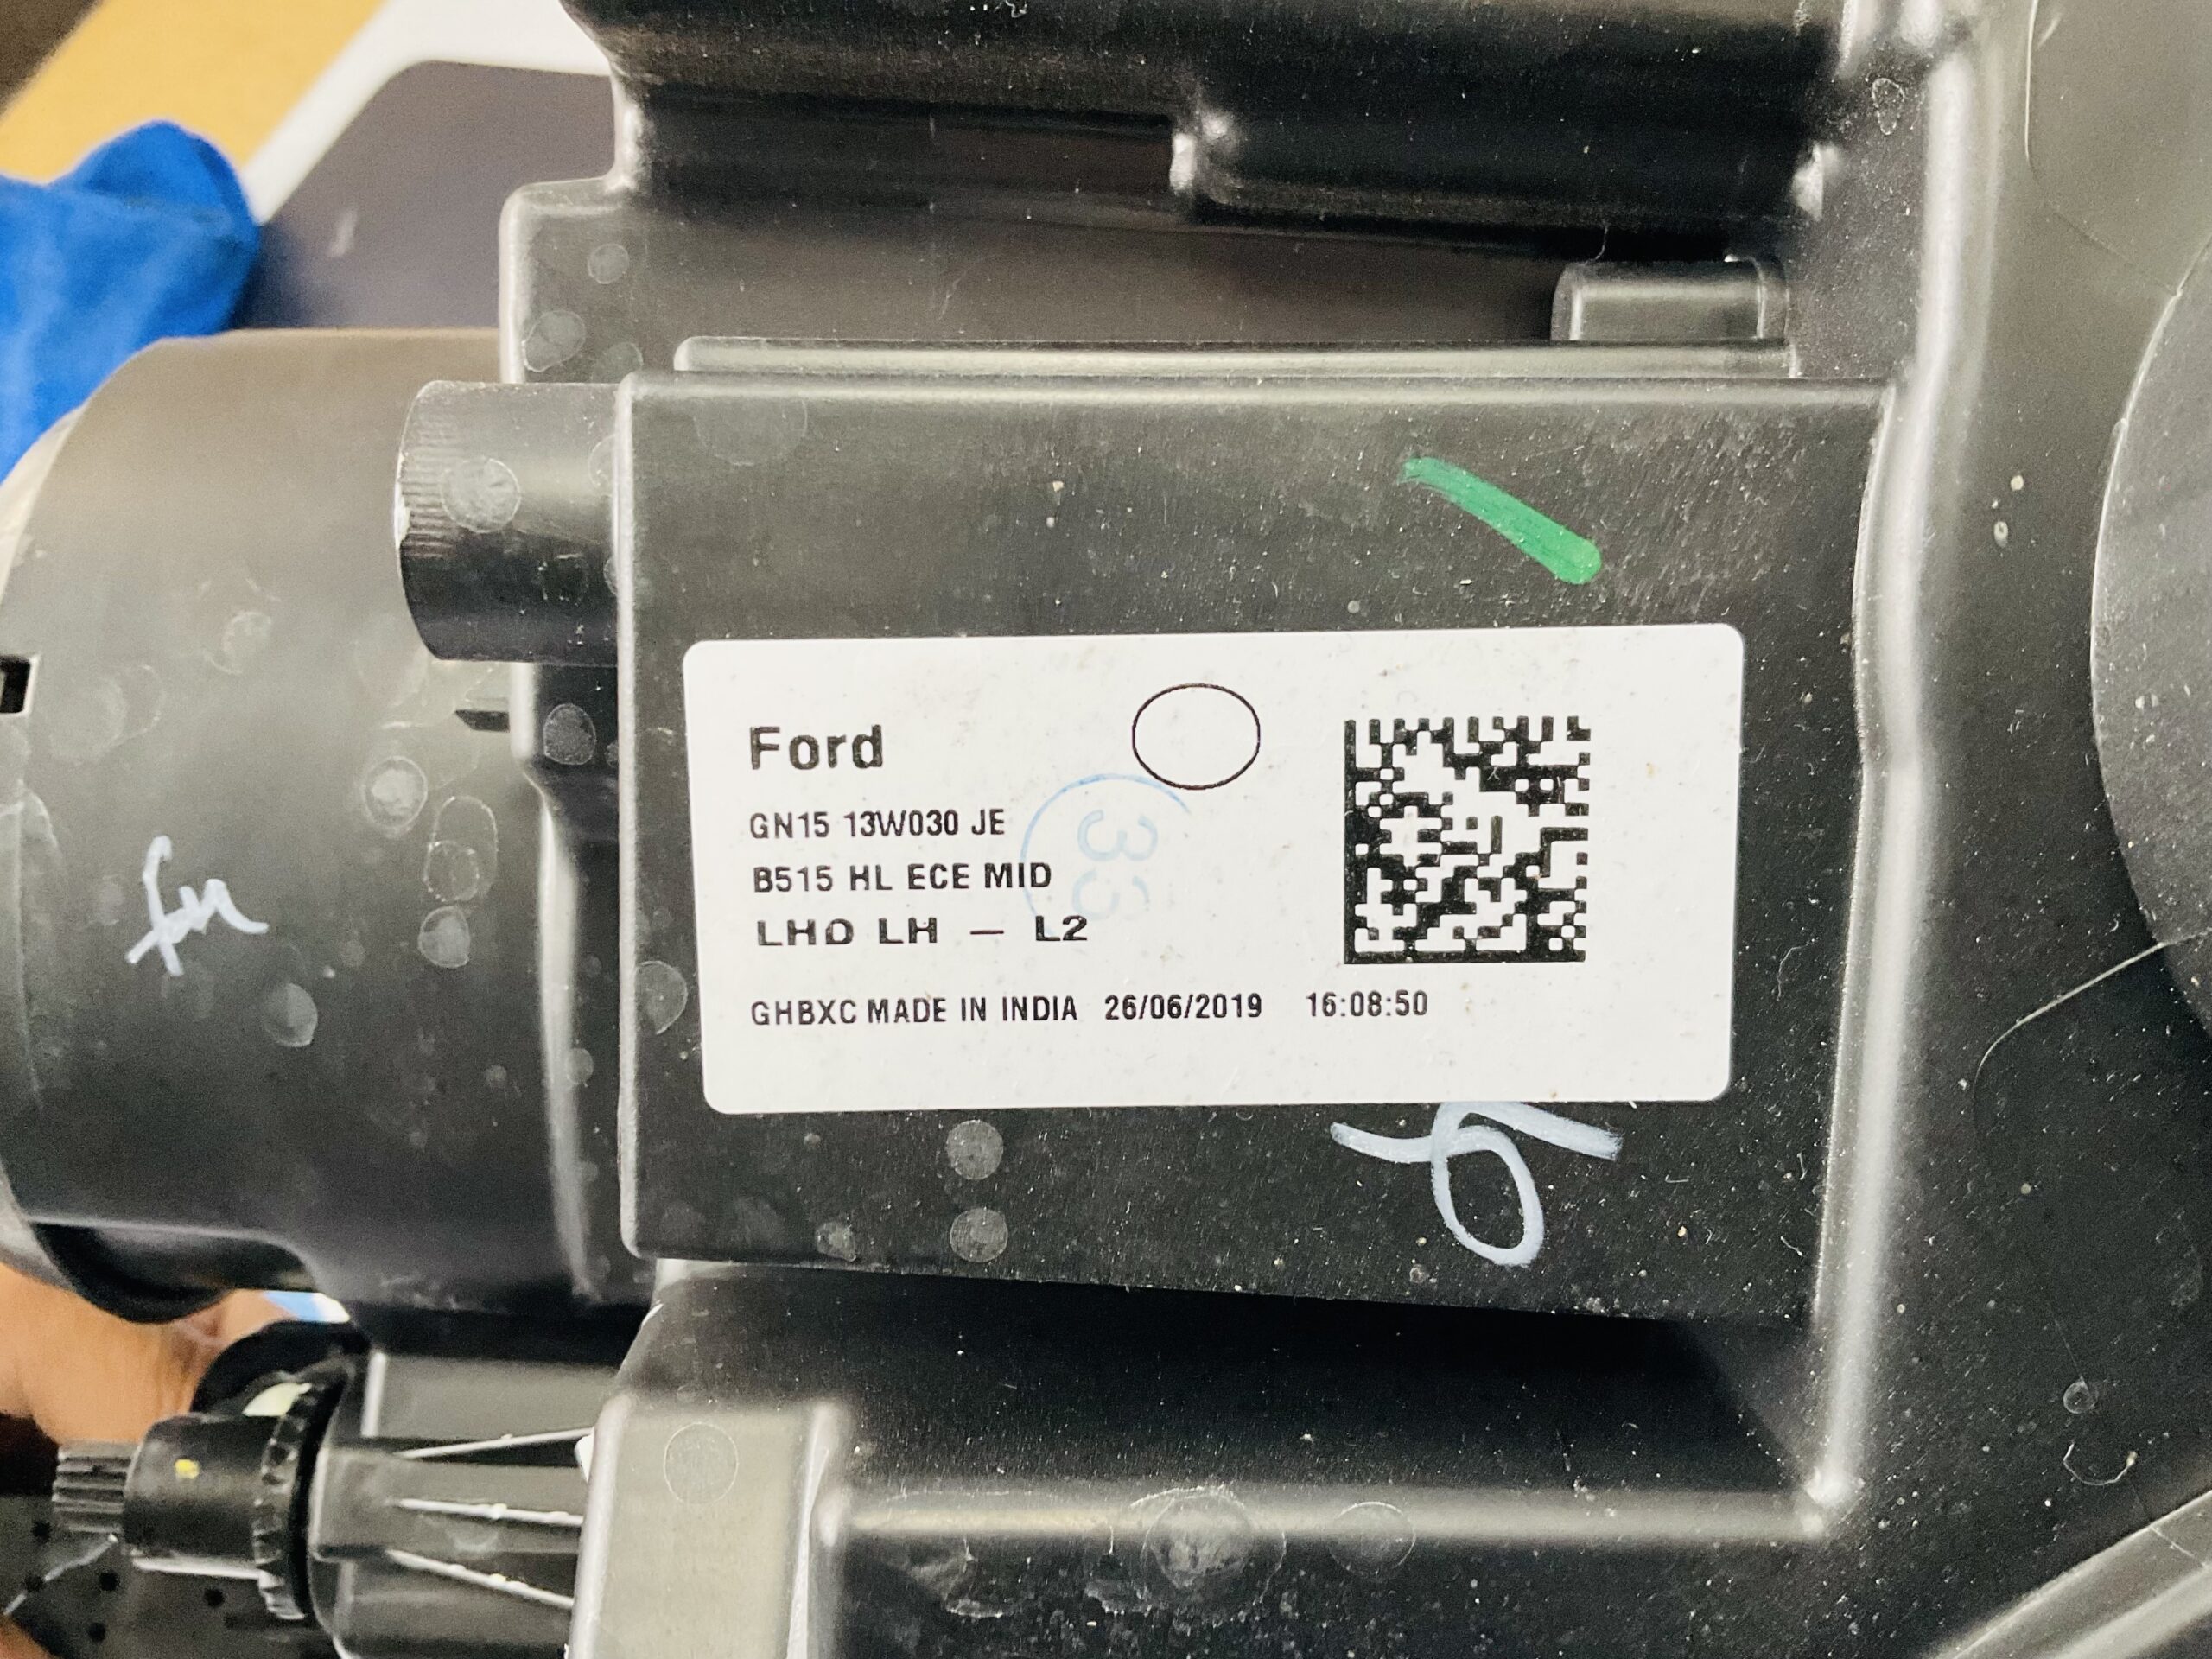 Ford
GN15 13W030 JE
B515 HL ECE MID
LHD LH – L2
GHBXC MADE IN INDIA 26/06/2019 16:08:50